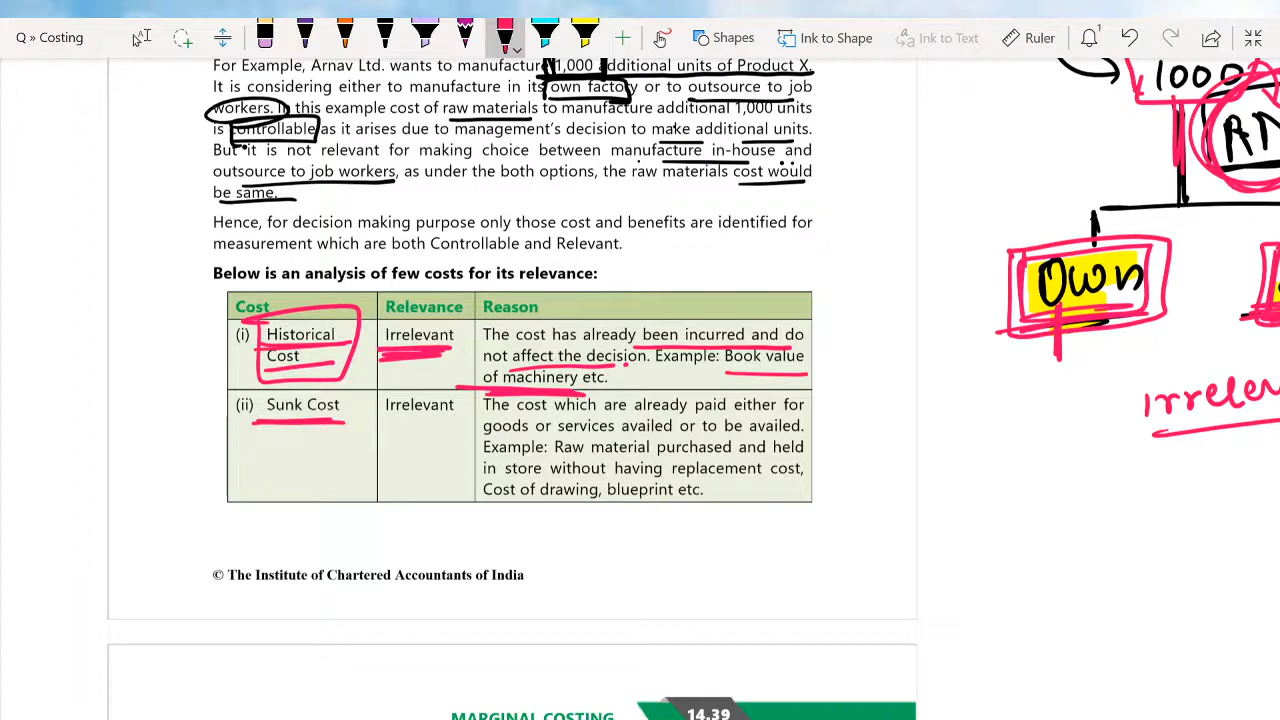 Q » Costing
Shapes
Ink to Shape
Ink to Text
Ruler
For Example, Arnav Ltd. wants to manufacture 1,000 additional units of Product X.
It is considering either to manufacture in its own factory or to outsource to job
workers. In this example cost of raw materials to manufacture additional 1,000 units
is controllable as it arises due to management's decision to make additional units.
But it is not relevant for making choice between manufacture in-house and
outsource to job workers, as under the both options, the raw materials cost would
be same.
1000
Own
Hence, for decision making purpose only those cost and benefits are identified for
measurement which are both Controllable and Relevant.
Below is an analysis of few costs for its relevance:
Cost Relevance Reason
(i) Historical Irrelevant The cost has already been incurred and do
Cost not affect the decision. Example: Book value
of machinery etc.
(ii) Sunk Cost Irrelevant The cost which are already paid either for
goods or services availed or to be availed.
Example: Raw material purchased and held
in store without having replacement cost,
Cost of drawing, blueprint etc.
© The Institute of Chartered Accountants of India
MARGINAL COSTING 14.39